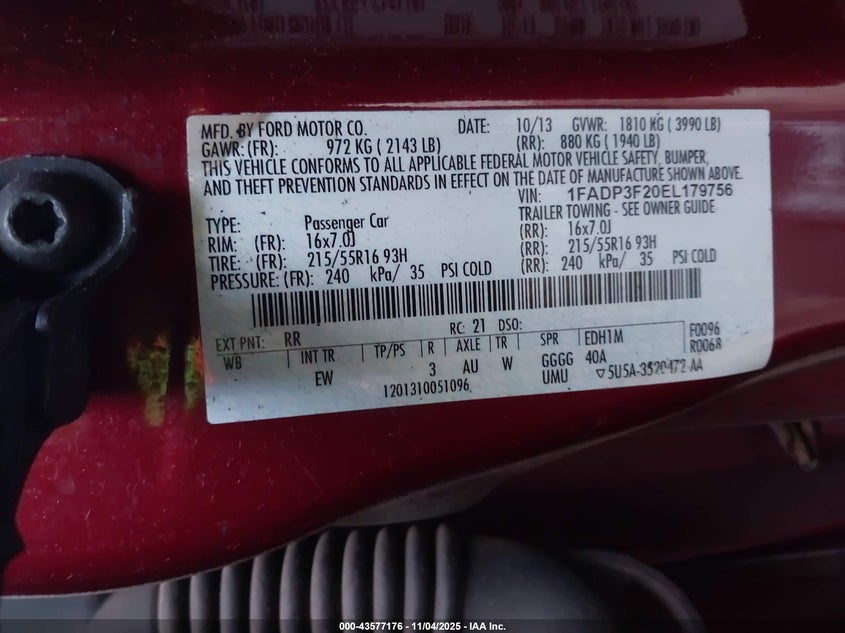 MFD. BY FORD MOTOR CO. DATE: 10/13 GVWR: 1810 KG ( 3990 LB)
GAWR: (FR): 972 KG ( 2143 LB) (RR): 880 KG ( 1940 LB)
THIS VEHICLE CONFORMS TO ALL APPLICABLE FEDERAL MOTOR VEHICLE SAFETY, BUMPER,
AND THEFT PREVENTION STANDARDS IN EFFECT ON THE DATE OF MANUFACTURE SHOWN ABOVE.
VIN: 1FADP3F20EL179756
TYPE: Passenger Car TRAILER TOWING - SEE OWNER GUIDE
RIM: (FR): 16x7.0J (RR): 16x7.0J
TIRE: (FR): 215/55R16 93H (RR): 215/55R16 93H
PRESSURE: (FR): 240 kPa/ 35 PSI COLD (RR): 240 kPa/ 35 PSI COLD
EXT PNT: RR RC: 21 DSO: F0096
WB INT TR TP/PS R AXLE TR SPR EDH1M R0068
EW 3 AU W GGGG 40A
1201310051096 UMU ▽5U5A-3520472-AA
000-43577176 - 11/04/2025 - IAA Inc.